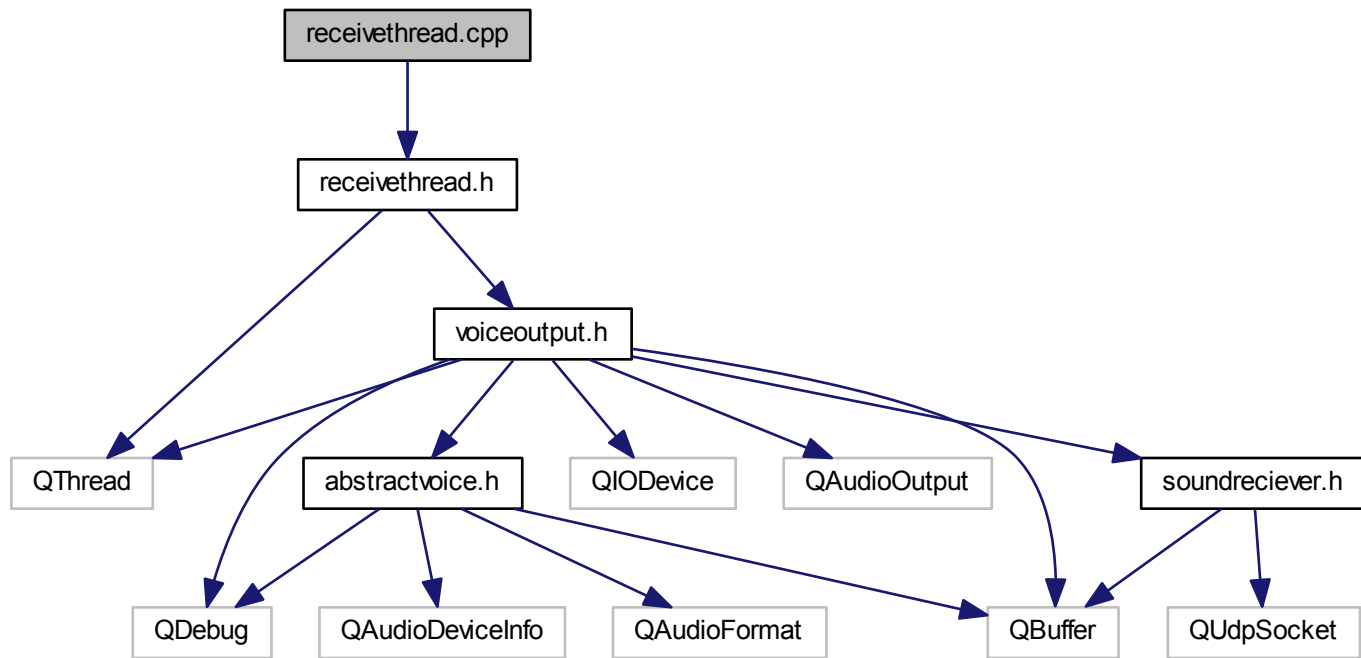 receivethread.cpp
receivethread.h
voiceoutput.h
QThread
abstractvoice.h
QIODevice
QAudioOutput
soundreciever.h
QDebug
QAudioDeviceInfo
QAudioFormat
QBuffer
QUdpSocket